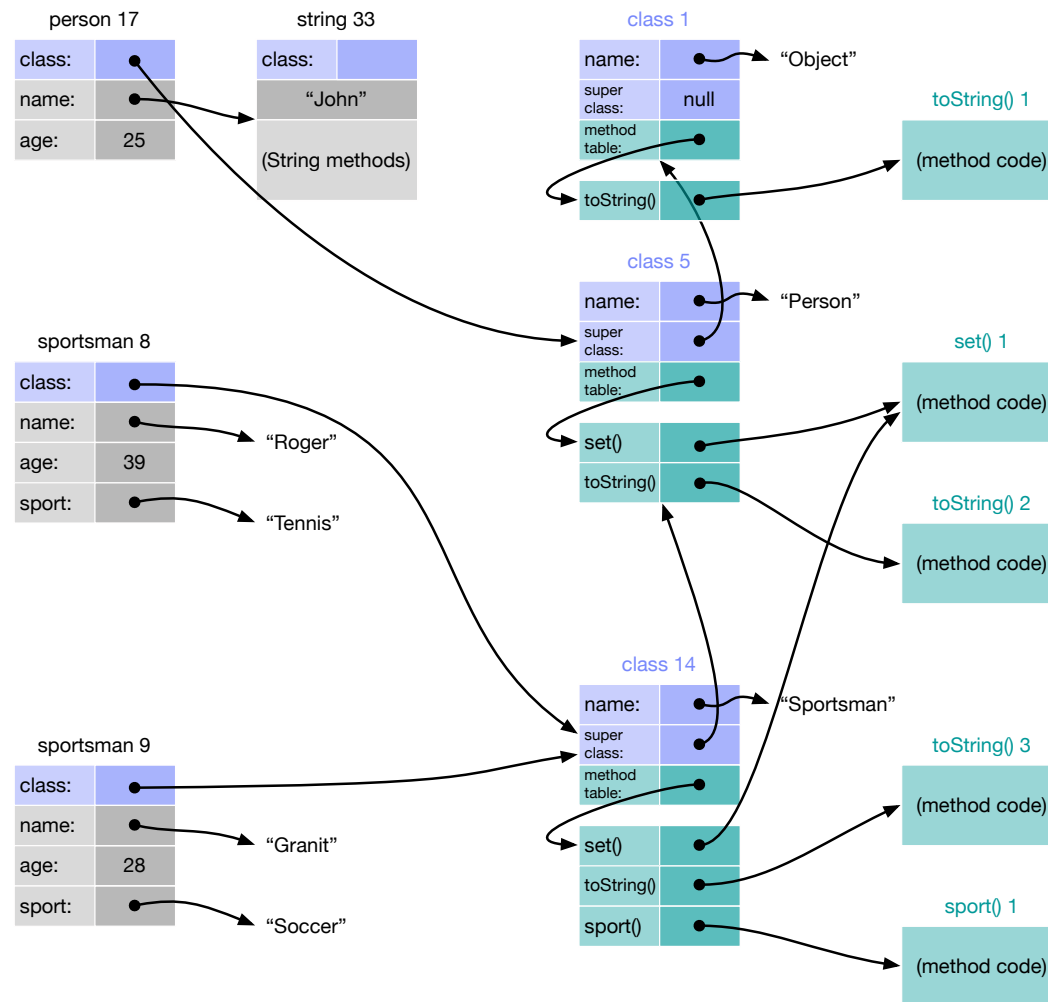 person 17
class:
name:
age:
25
string 33
class:
“John”
(String methods)
class 1
name:
“Object”
super
class:
null
method
table:
toString()
toString() 1
(method code)
class 5
name:
“Person”
super
class:
method
table:
set()
toString()
set() 1
(method code)
toString() 2
(method code)
sportsman 8
class:
name:
“Roger”
age:
39
sport:
“Tennis”
class 14
name:
“Sportsman”
super
class:
method
table:
set()
toString()
sport()
toString() 3
(method code)
sport() 1
(method code)
sportsman 9
class:
name:
“Granit”
age:
28
sport:
“Soccer”